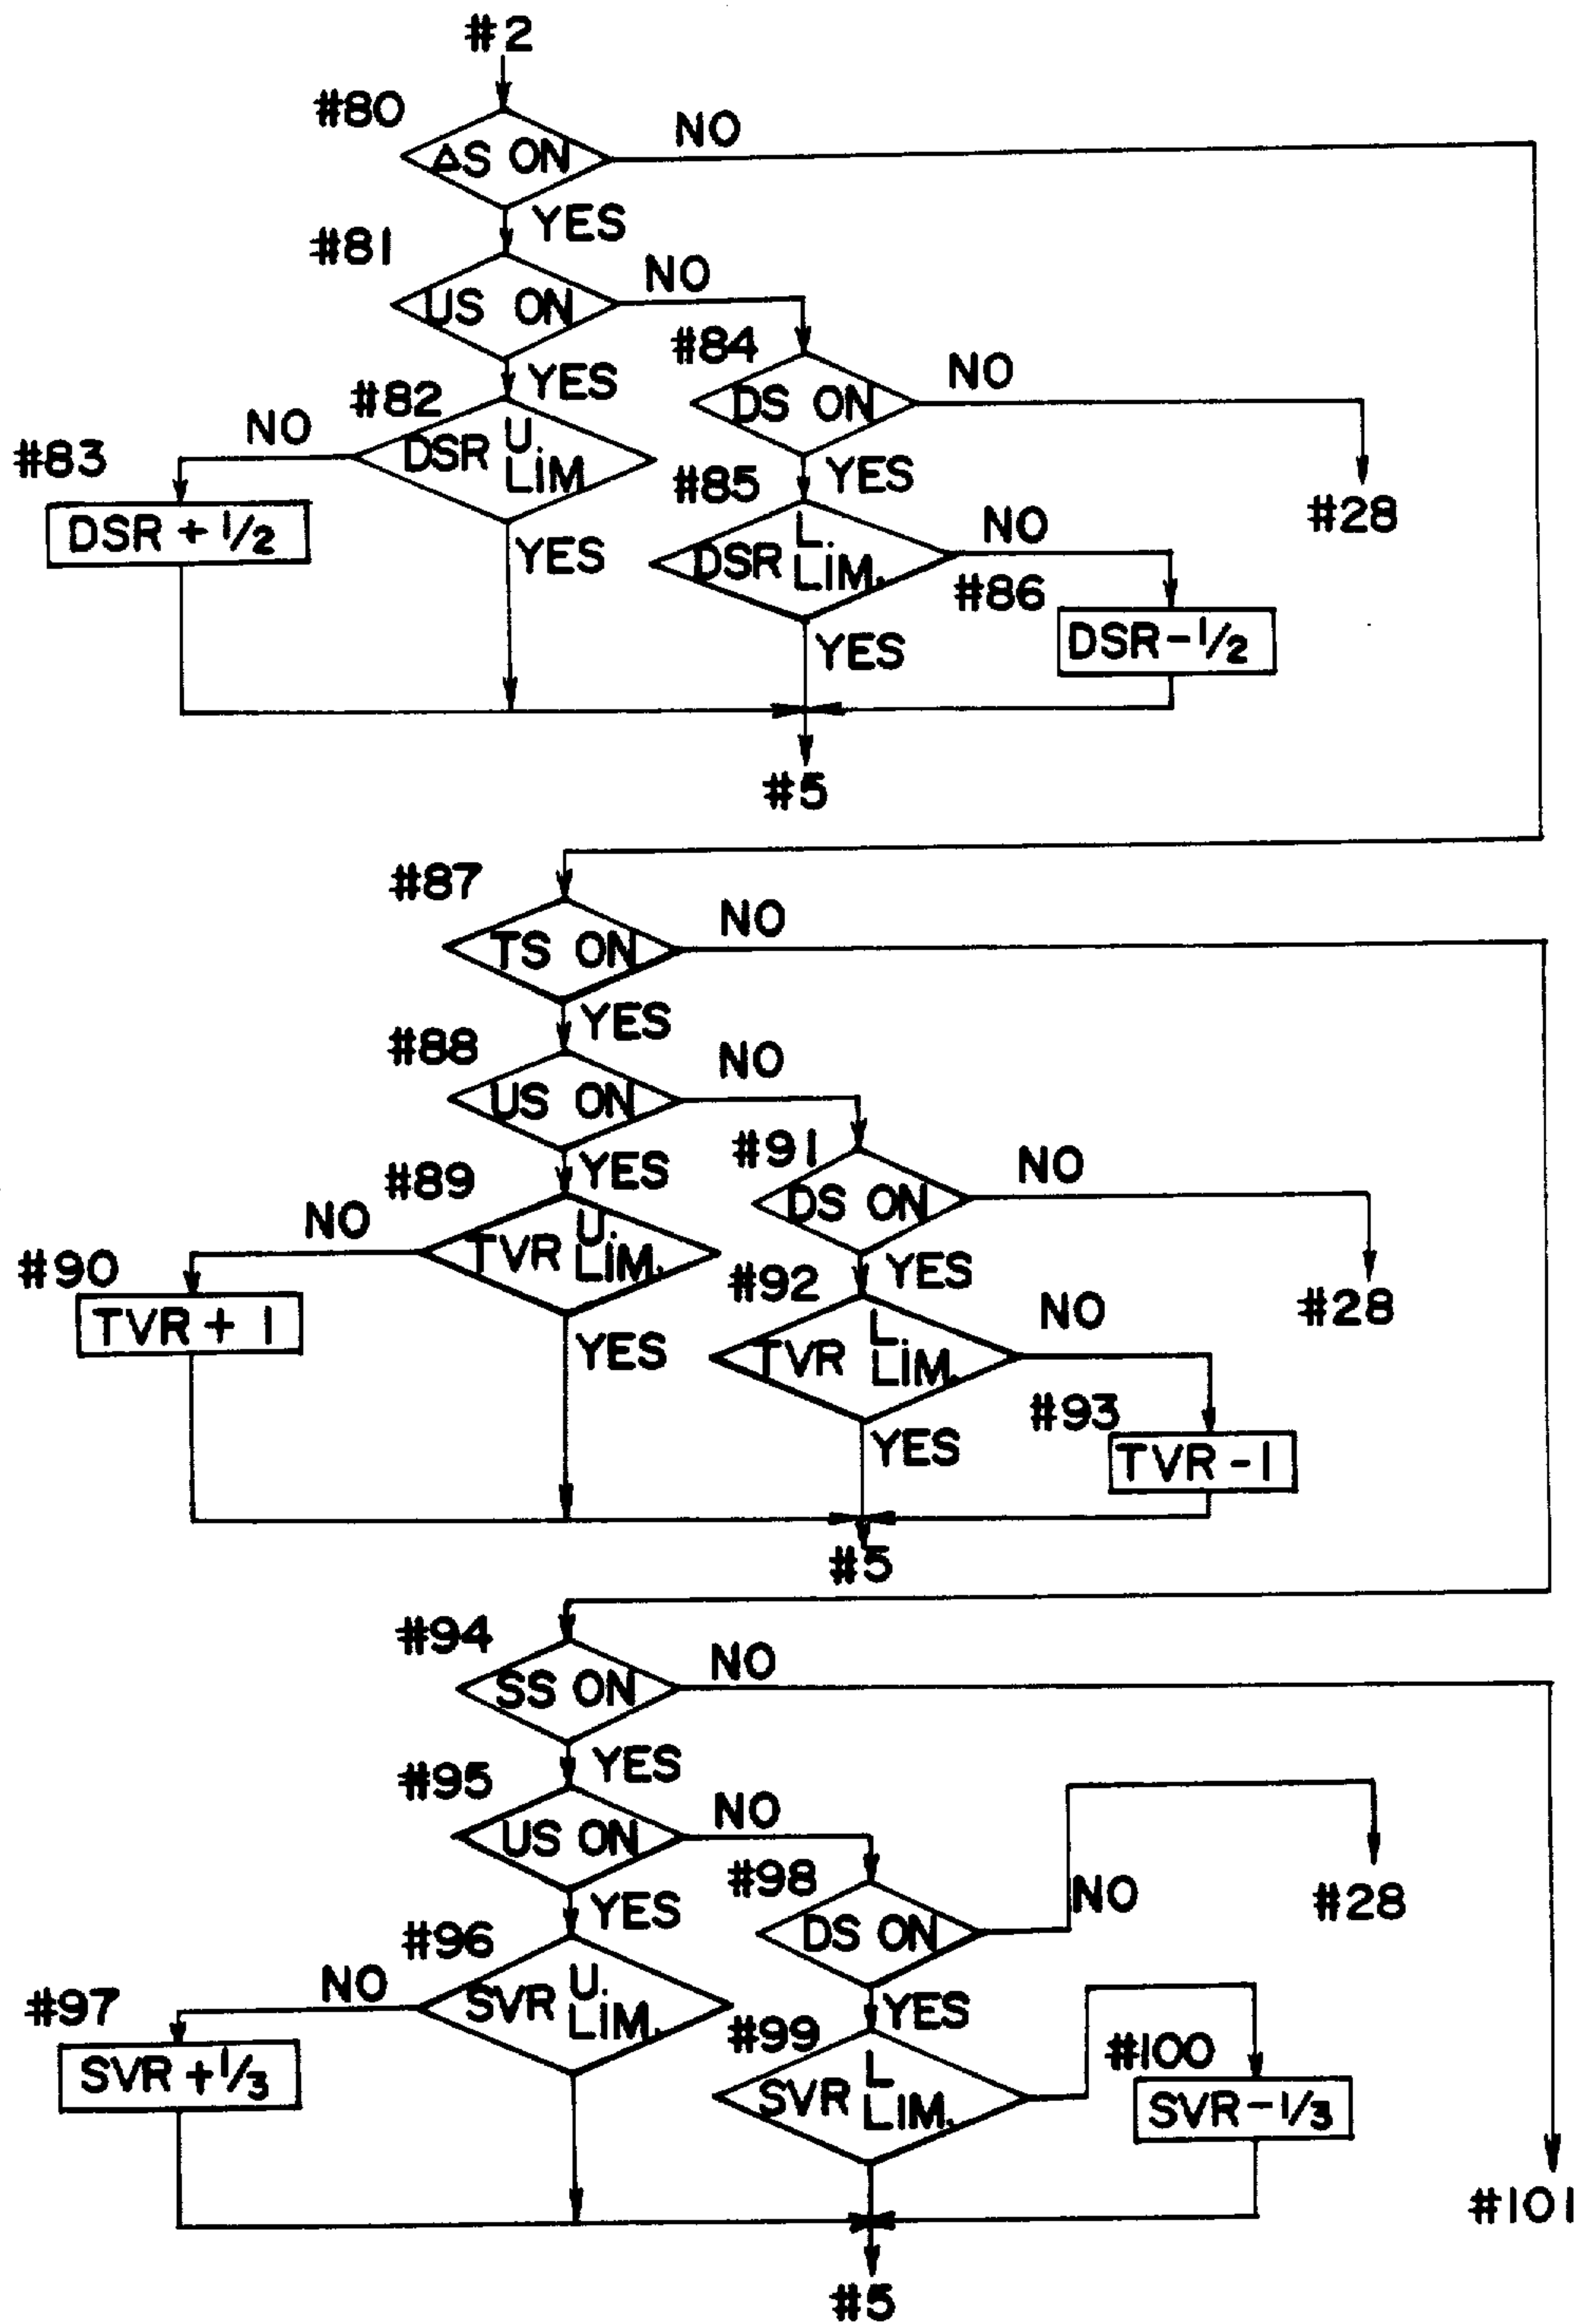 #2
#80
ΔS ON
NO
YES
#81
US ON
NO
YES
#84
DS ON
NO
#28
#82
DSR U. LIM
NO
#83
DSR + 1/2
YES
YES
#85
DSR L. LIM.
NO
#86
DSR - 1/2
YES
#5
#87
TS ON
NO
YES
#88
US ON
NO
YES
#91
DS ON
NO
#28
#89
TVR U. LIM.
NO
#90
TVR + 1
YES
YES
#92
TVR L. LIM.
NO
#93
TVR - 1
YES
#5
#94
SS ON
NO
YES
#95
US ON
NO
YES
#98
DS ON
NO
#28
#96
SVR U. LIM.
NO
#97
SVR + 1/3
YES
#99
SVR L LIM.
#100
SVR - 1/3
#101
#5